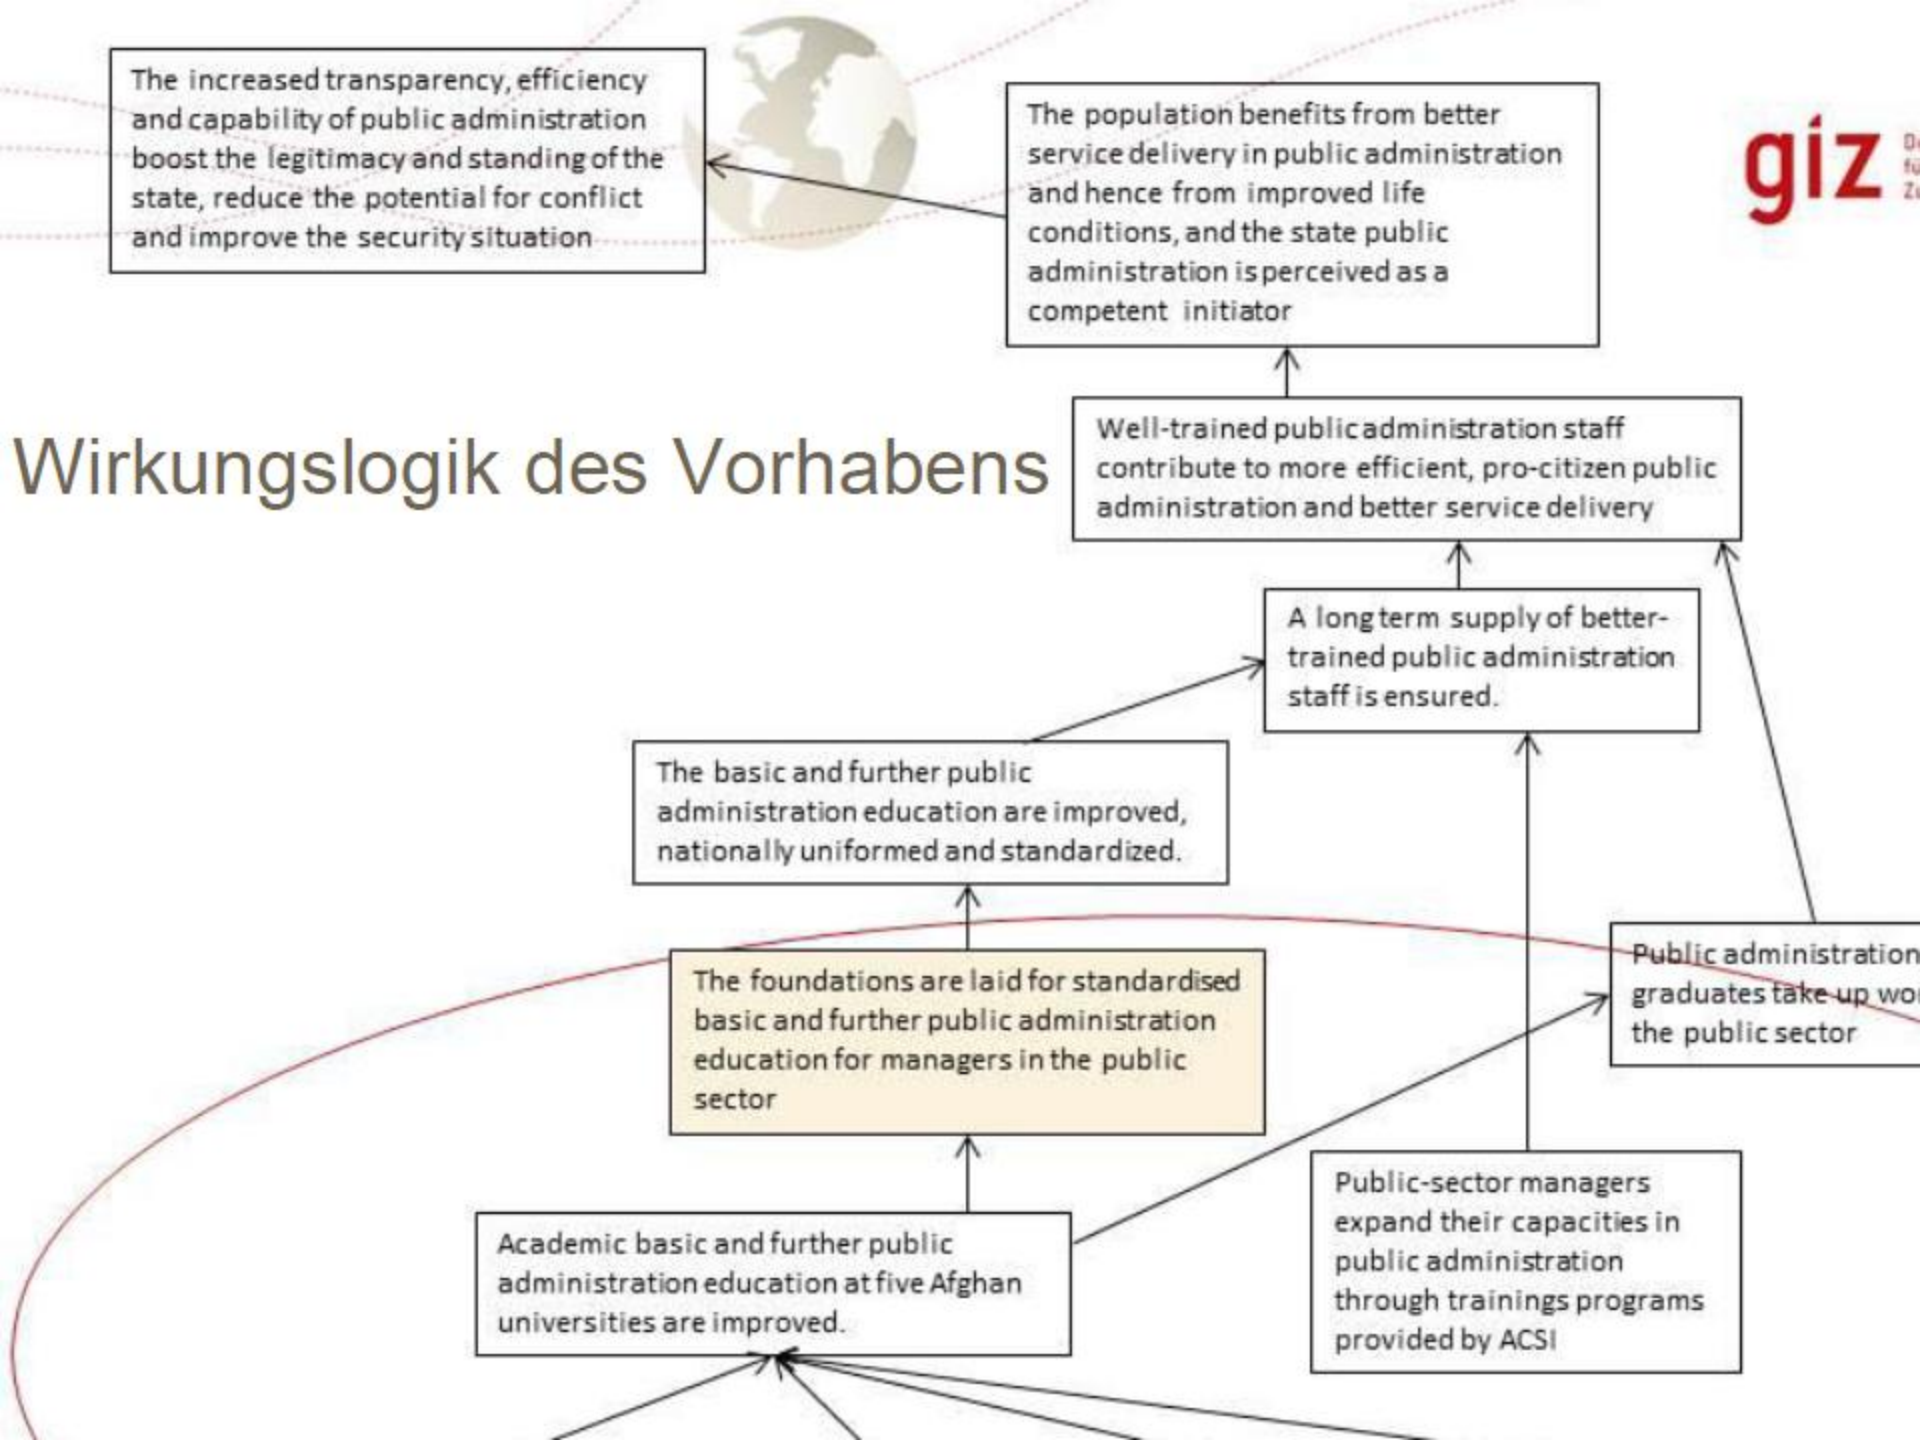 The increased transparency, efficiency
and capability of public administration
boost the legitimacy and standing of the
state, reduce the potential for conflict
and improve the security situation
The population benefits from better
service delivery in public administration
and hence from improved life
conditions, and the state public
administration is perceived as a
competent initiator
giz
Wirkungslogik des Vorhabens
Well-trained public administration staff
contribute to more efficient, pro-citizen public
administration and better service delivery
A long term supply of better-
trained public administration
staff is ensured.
The basic and further public
administration education are improved,
nationally uniformed and standardized.
The foundations are laid for standardised
basic and further public administration
education for managers in the public
sector
Public administration
graduates take up
the public sector
Academic basic and further public
administration education at five Afghan
universities are improved.
Public-sector managers
expand their capacities in
public administration
through trainings programs
provided by ACSI